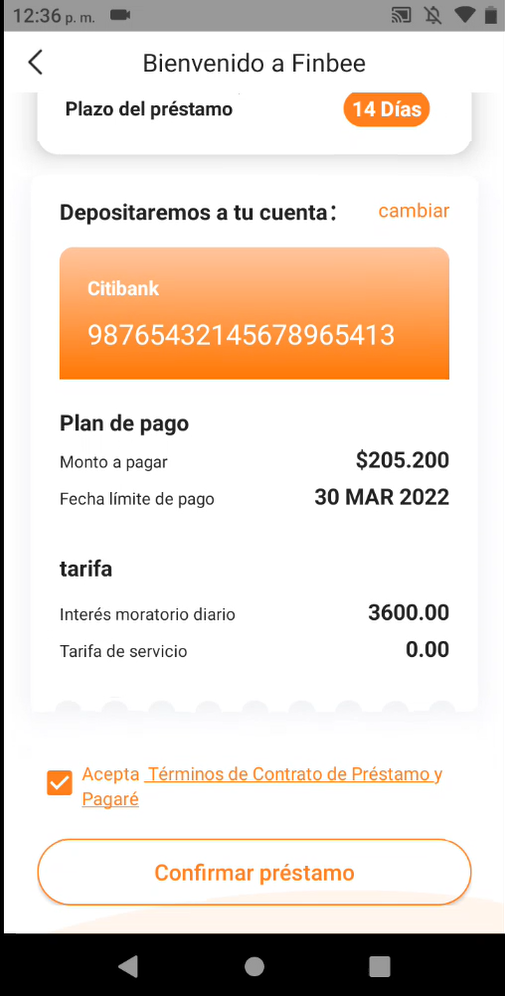 12:36 p. m.
Bienvenido a Finbee
Plazo del préstamo
14 Días
Depositaremos a tu cuenta:
cambiar
Citibank
98765432145678965413
Plan de pago
Monto a pagar
$205.200
Fecha límite de pago
30 MAR 2022
tarifa
Interés moratorio diario
3600.00
Tarifa de servicio
0.00
Acepta Términos de Contrato de Préstamo y
Pagaré
Confirmar préstamo